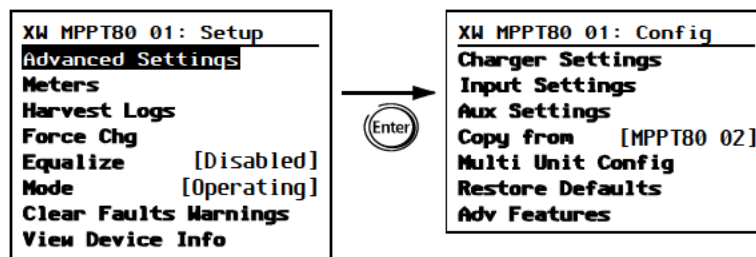 XW MPPT80 01: Setup
Advanced Settings
Meters
Harvest Logs
Force Chg
Equalize [Disabled]
Mode [Operating]
Clear Faults Warnings
View Device Info
Enter
XW MPPT80 01: Config
Charger Settings
Input Settings
Aux Settings
Copy from [MPPT80 02]
Multi Unit Config
Restore Defaults
Adv Features